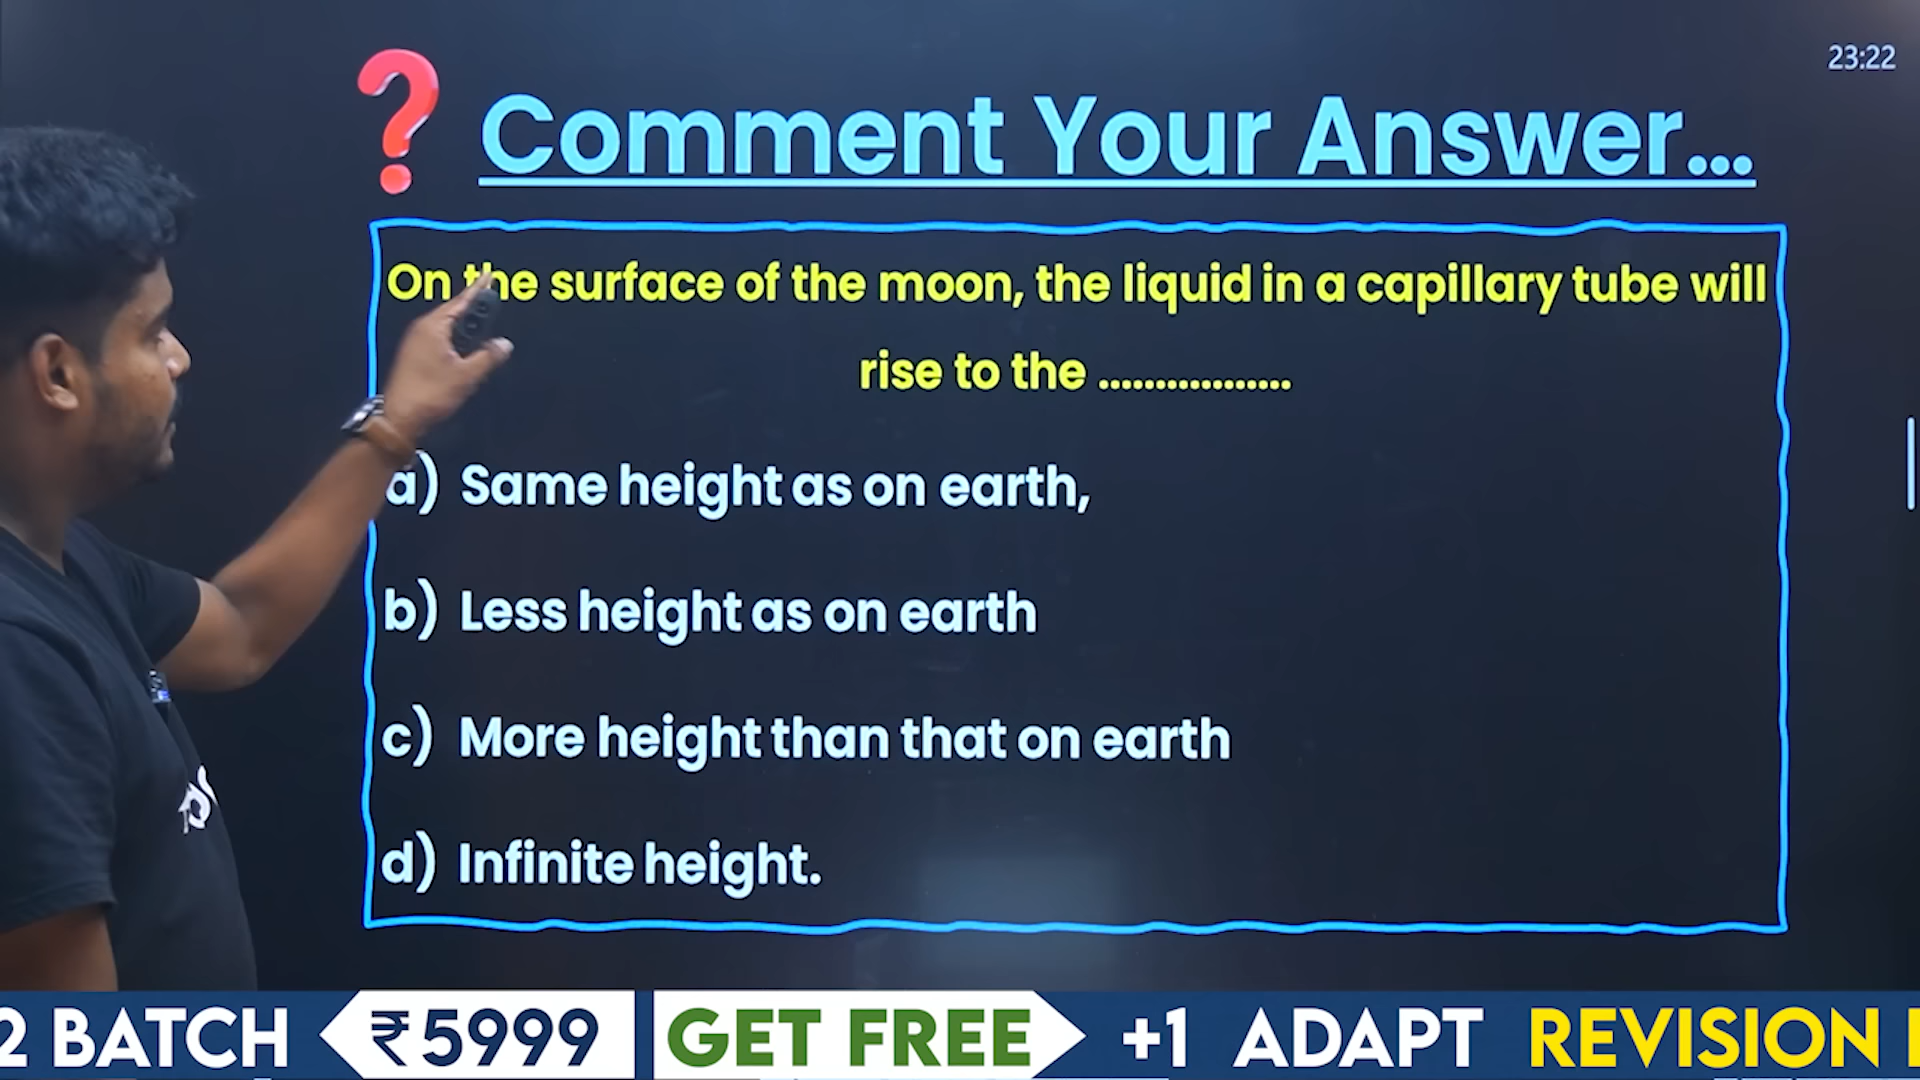 23:22
Comment Your Answer...
On the surface of the moon, the liquid in a capillary tube will
rise to the .................
a) Same height as on earth,
b) Less height as on earth
c) More height than that on earth
d) Infinite height.
2 BATCH ₹5999 GET FREE +1 ADAPT REVISION